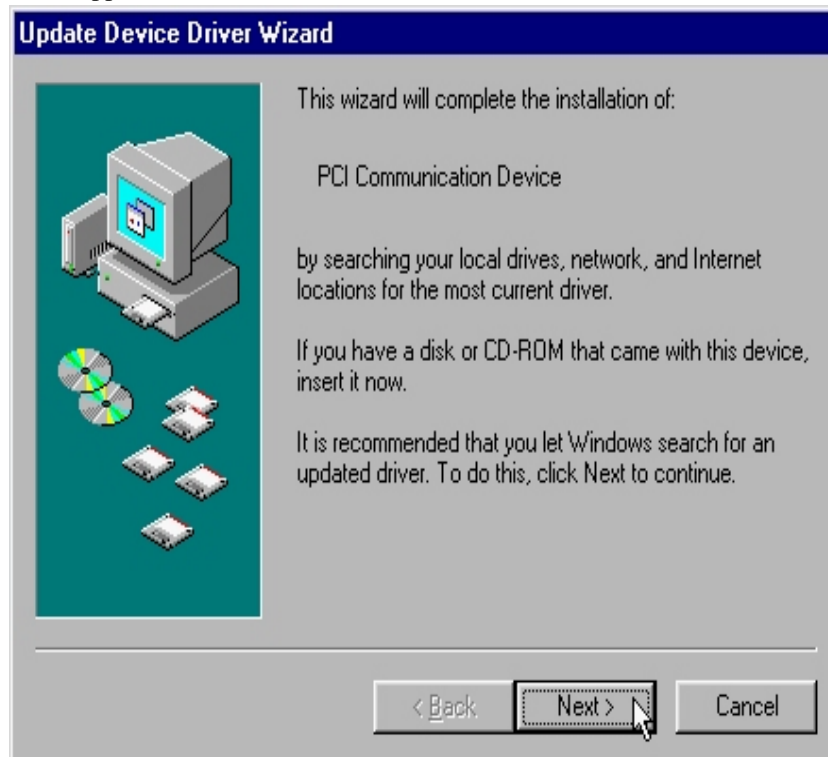 Update Device Driver Wizard
This wizard will complete the installation of:
PCI Communication Device
by searching your local drives, network, and Internet
locations for the most current driver.
If you have a disk or CD-ROM that came with this device,
insert it now.
It is recommended that you let Windows search for an
updated driver. To do this, click Next to continue.
< Back
Next >
Cancel